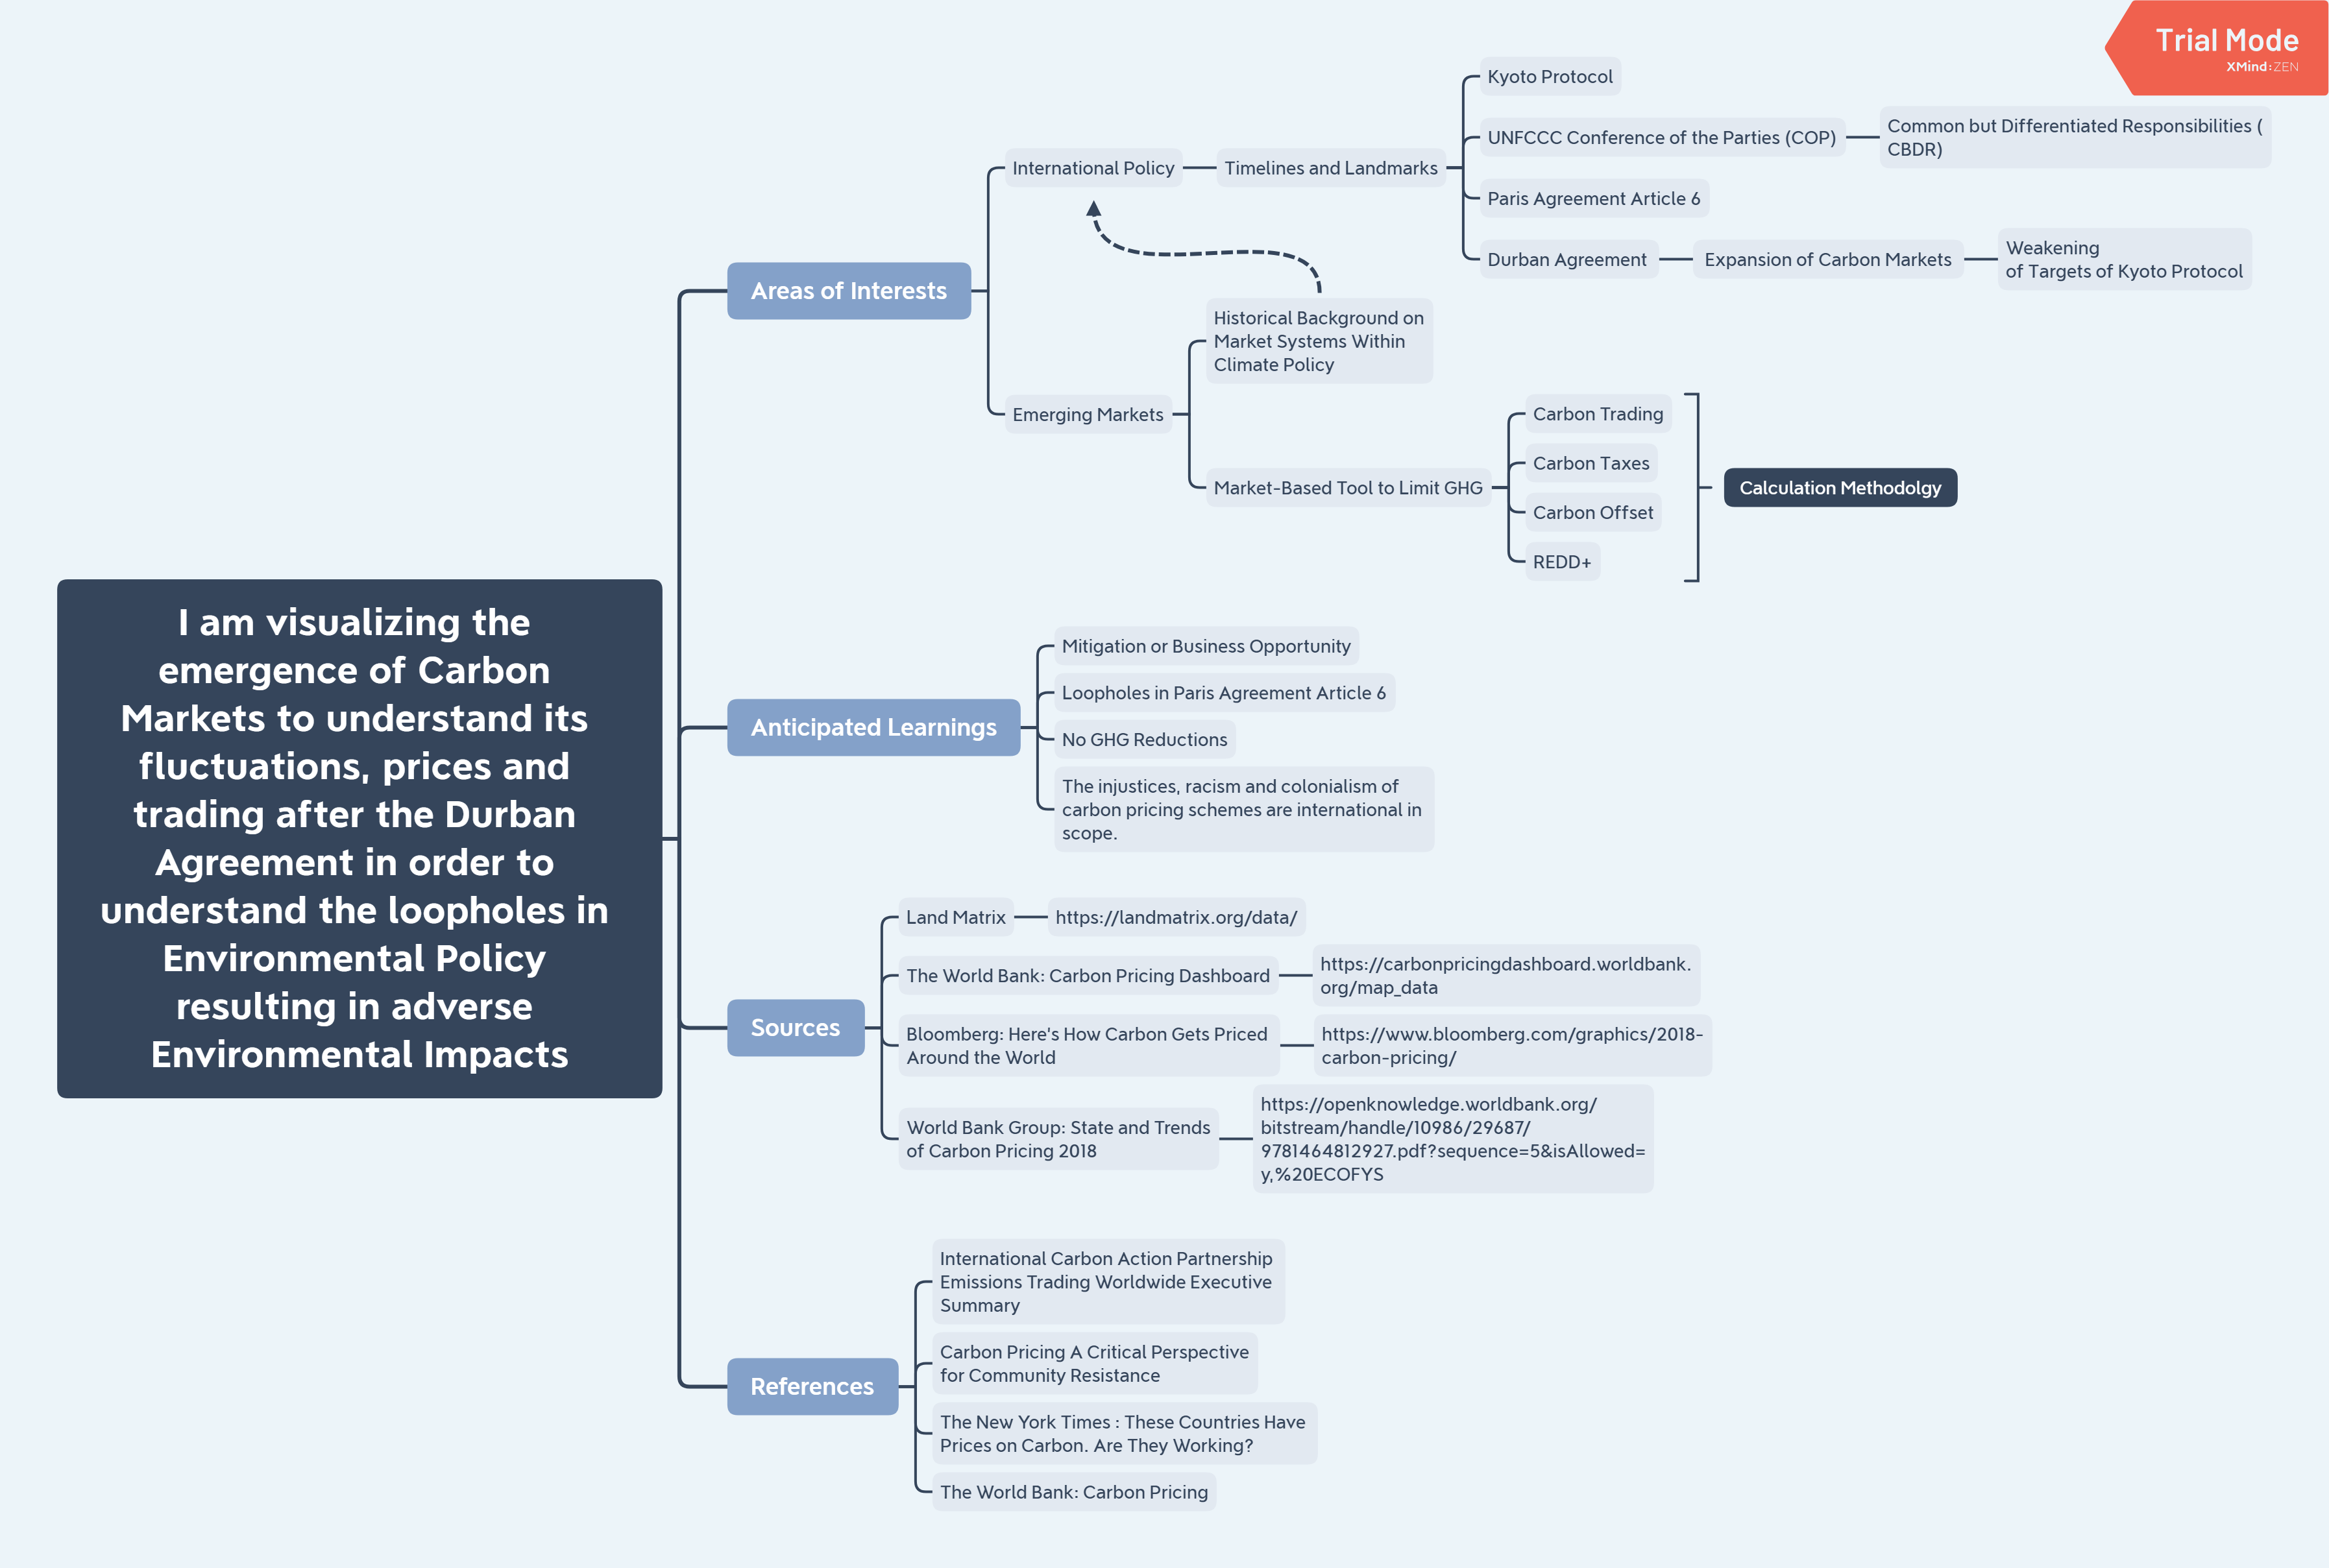 Trial Mode
XMind:ZEN
Kyoto Protocol
UNFCCC Conference of the Parties (COP)
Common but Differentiated Responsibilities (
CBDR)
International Policy
Timelines and Landmarks
Paris Agreement Article 6
Durban Agreement
Expansion of Carbon Markets
Weakening
of Targets of Kyoto Protocol
Areas of Interests
Historical Background on
Market Systems Within
Climate Policy
Emerging Markets
Market-Based Tool to Limit GHG
Carbon Trading
Carbon Taxes
Carbon Offset
REDD+
Calculation Methodolgy
I am visualizing the
emergence of Carbon
Markets to understand its
fluctuations, prices and
trading after the Durban
Agreement in order to
understand the loopholes in
Environmental Policy
resulting in adverse
Environmental Impacts
Anticipated Learnings
Mitigation or Business Opportunity
Loopholes in Paris Agreement Article 6
No GHG Reductions
The injustices, racism and colonialism of
carbon pricing schemes are international in
scope.
Sources
Land Matrix
https://landmatrix.org/data/
The World Bank: Carbon Pricing Dashboard
https://carbonpricingdashboard.worldbank.
org/map_data
Bloomberg: Here's How Carbon Gets Priced
Around the World
https://www.bloomberg.com/graphics/2018-
carbon-pricing/
World Bank Group: State and Trends
of Carbon Pricing 2018
https://openknowledge.worldbank.org/
bitstream/handle/10986/29687/
9781464812927.pdf?sequence=5&isAllowed=
y,%20ECOFYS
References
International Carbon Action Partnership
Emissions Trading Worldwide Executive
Summary
Carbon Pricing A Critical Perspective
for Community Resistance
The New York Times : These Countries Have
Prices on Carbon. Are They Working?
The World Bank: Carbon Pricing